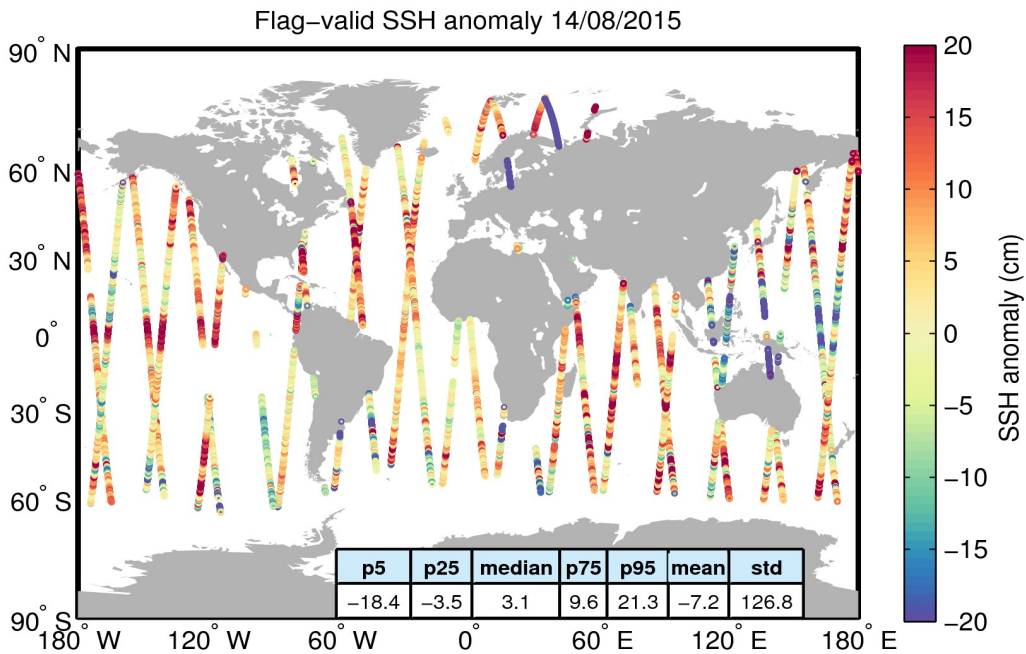 Flag−valid SSH anomaly 14/08/2015
90° N
60° N
30° N
0°
30° S
60° S
90° S
180° W 120° W 60° W 0° 60° E 120° E 180° E
p5 p25 median p75 p95 mean std
−18.4 −3.5 3.1 9.6 21.3 −7.2 126.8
20
15
10
5
0
−5
−10
−15
−20
SSH anomaly (cm)